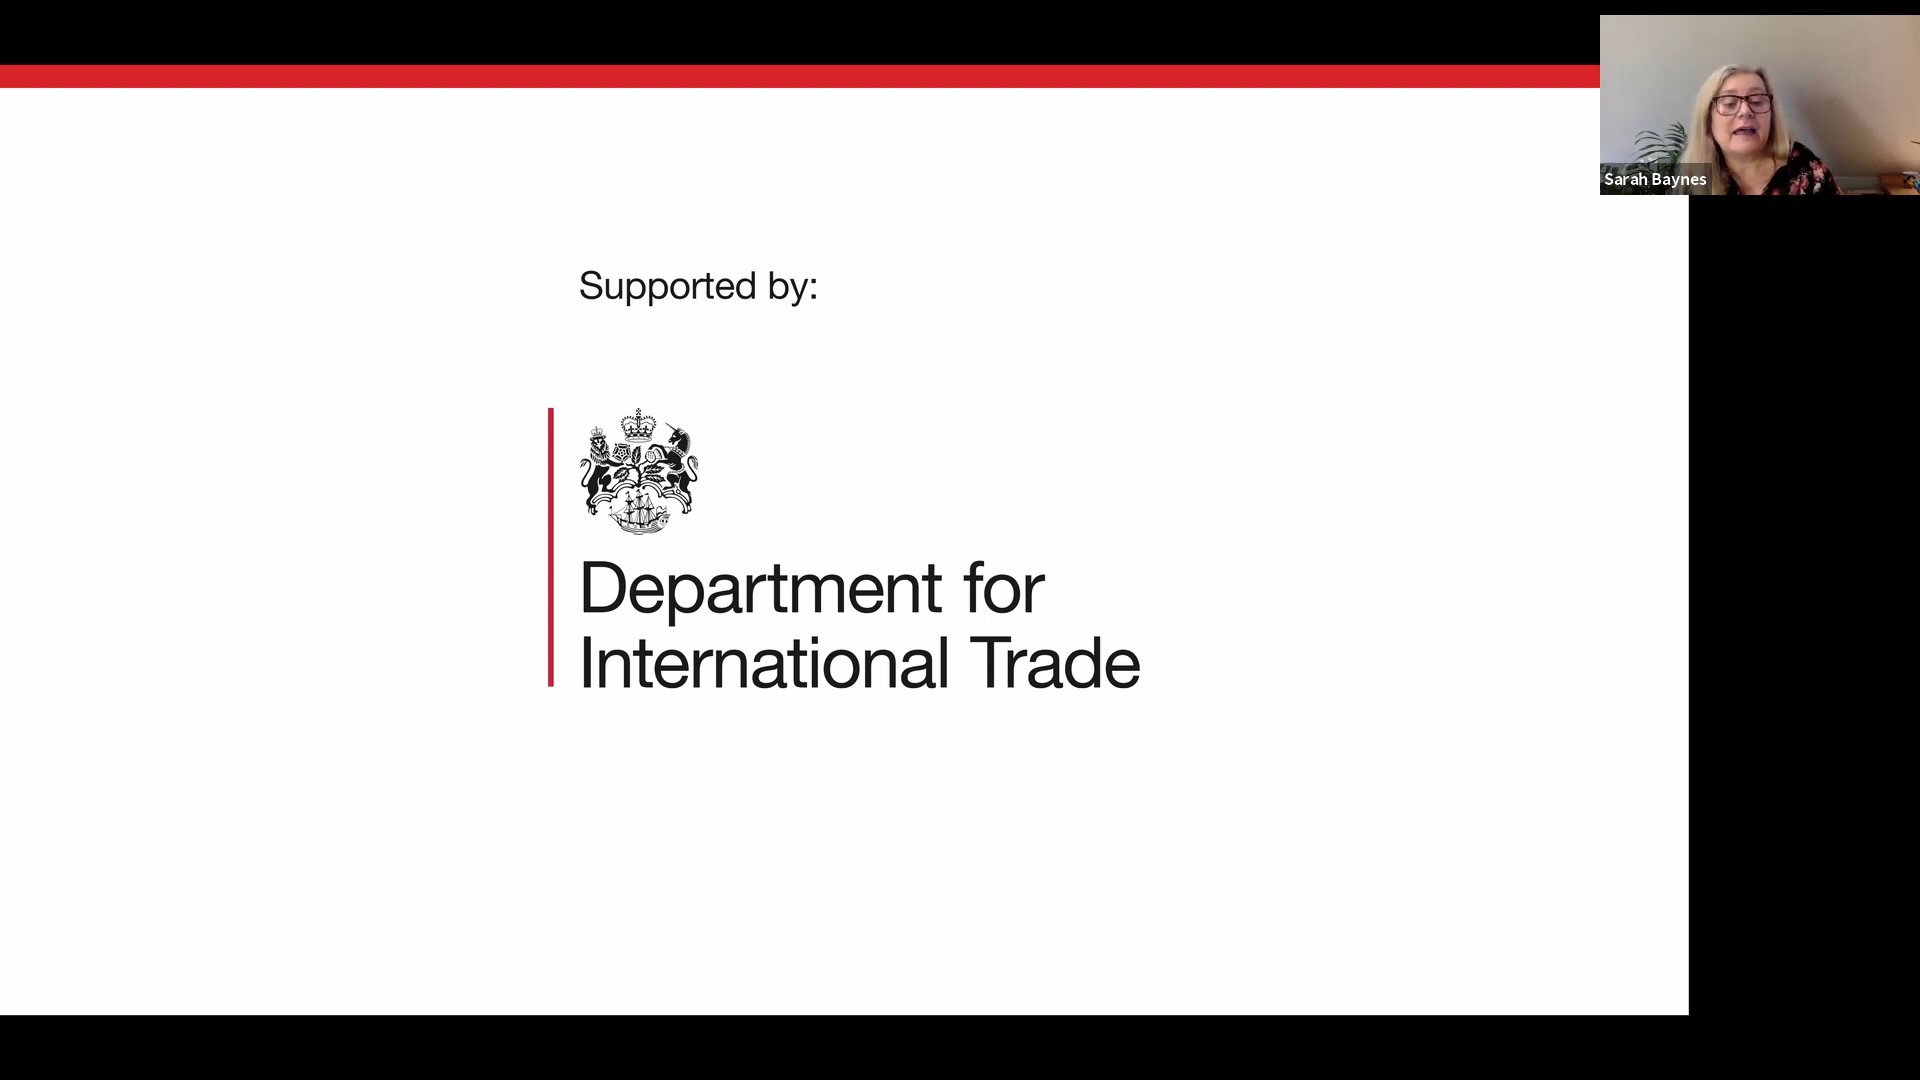 Supported by:
Department for
International Trade
Sarah Baynes